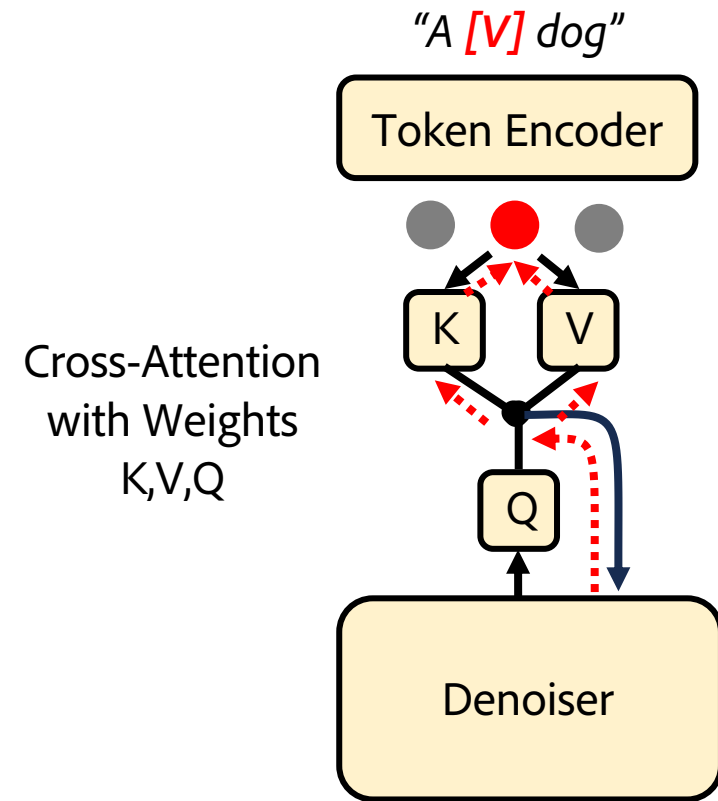 “A [V] dog”
Token Encoder
K
V
Cross-Attention
with Weights
K,V,Q
Q
Denoiser